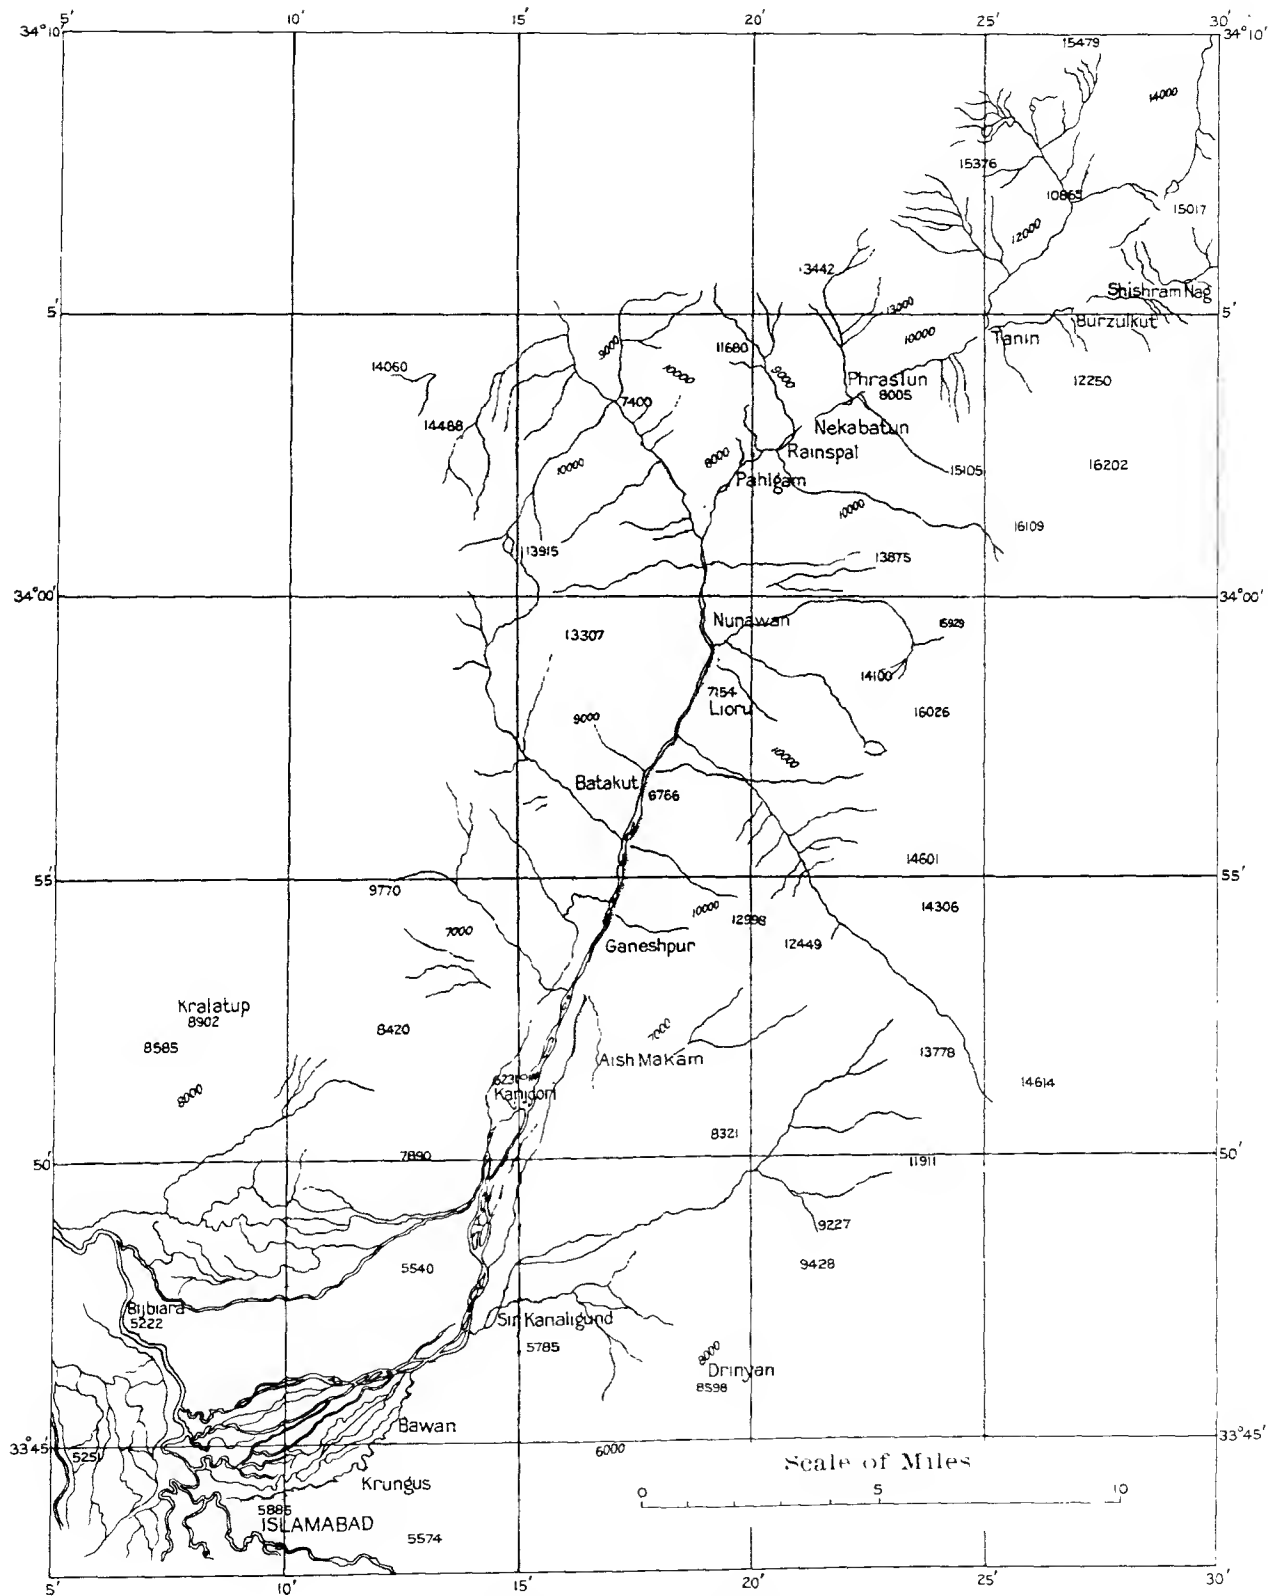 5′ 10′ 15′ 20′ 25′ 30′
34°10′ 34°10′
15479
14000
15376
10865
15017
12000
13442
Shishram Nag
13000
5′ 5′
Burzulkut
10000
Tanin
9000
11680
14060
10000
9000
Phraslun
12250
8005
7400
14488
Nekabatun
Rainspal
8000
10000
15105
16202
Pahlgam
10000
16109
13915
13875
34°00′ 34°00′
Nunawan
15929
13307
14100
7154
Lioru
16026
9000
10000
Batakut
6766
14601
55′ 55′
9770
10000
14306
12998
7000
12449
Ganeshpur
Kralatup
8902
8420
7000
8585
Aish Makam
13778
14614
Kanidori
8000
8321
7890
50′ 50′
11911
9227
9428
5540
Bijbiara
5222
Sir Kanaligund
5785
8000
Drinyan
8598
Bawan
33°45′ 33°45′
5251
6000
Scale of Miles
Krungus
0 5 10
5885
ISLAMABAD
5574
5′ 10′ 15′ 20′ 25′ 30′